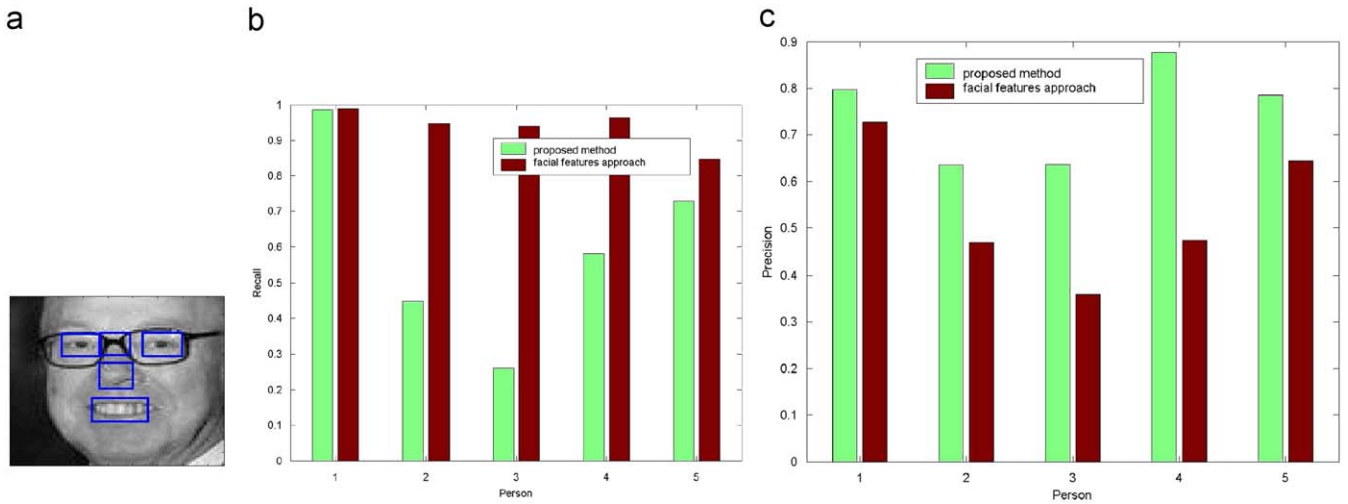 a
b
c
1
0.9
0.8
0.7
0.6
0.5
0.4
0.3
0.2
0.1
0
Recall
proposed method
facial features approach
1 2 3 4 5
Person
0.9
0.8
0.7
0.6
0.5
0.4
0.3
0.2
0.1
0
Precision
proposed method
facial features approach
1 2 3 4 5
Person